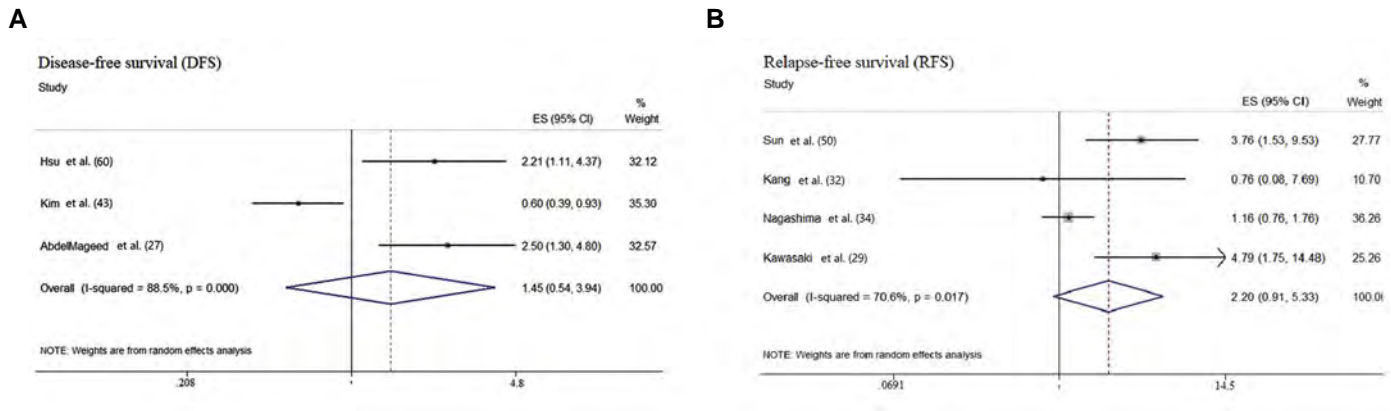 A
Disease-free survival (DFS)
Study
%
ES (95% CI) Weight
Hsu et al. (60) 2.21 (1.11, 4.37) 32.12
Kim et al. (43) 0.60 (0.39, 0.93) 35.30
AbdelMageed et al. (27) 2.50 (1.30, 4.80) 32.57
Overall (I-squared = 88.5%, p = 0.000) 1.45 (0.54, 3.94) 100.00
NOTE: Weights are from random effects analysis
.208 1 4.8
B
Relapse-free survival (RFS)
Study
%
ES (95% CI) Weight
Sun et al. (50) 3.76 (1.53, 9.53) 27.77
Kang et al. (32) 0.76 (0.08, 7.69) 10.70
Nagashima et al. (34) 1.16 (0.76, 1.76) 36.26
Kawasaki et al. (29) 4.79 (1.75, 14.48) 25.26
Overall (I-squared = 70.6%, p = 0.017) 2.20 (0.91, 5.33) 100.0
NOTE: Weights are from random effects analysis
.0691 1 14.5